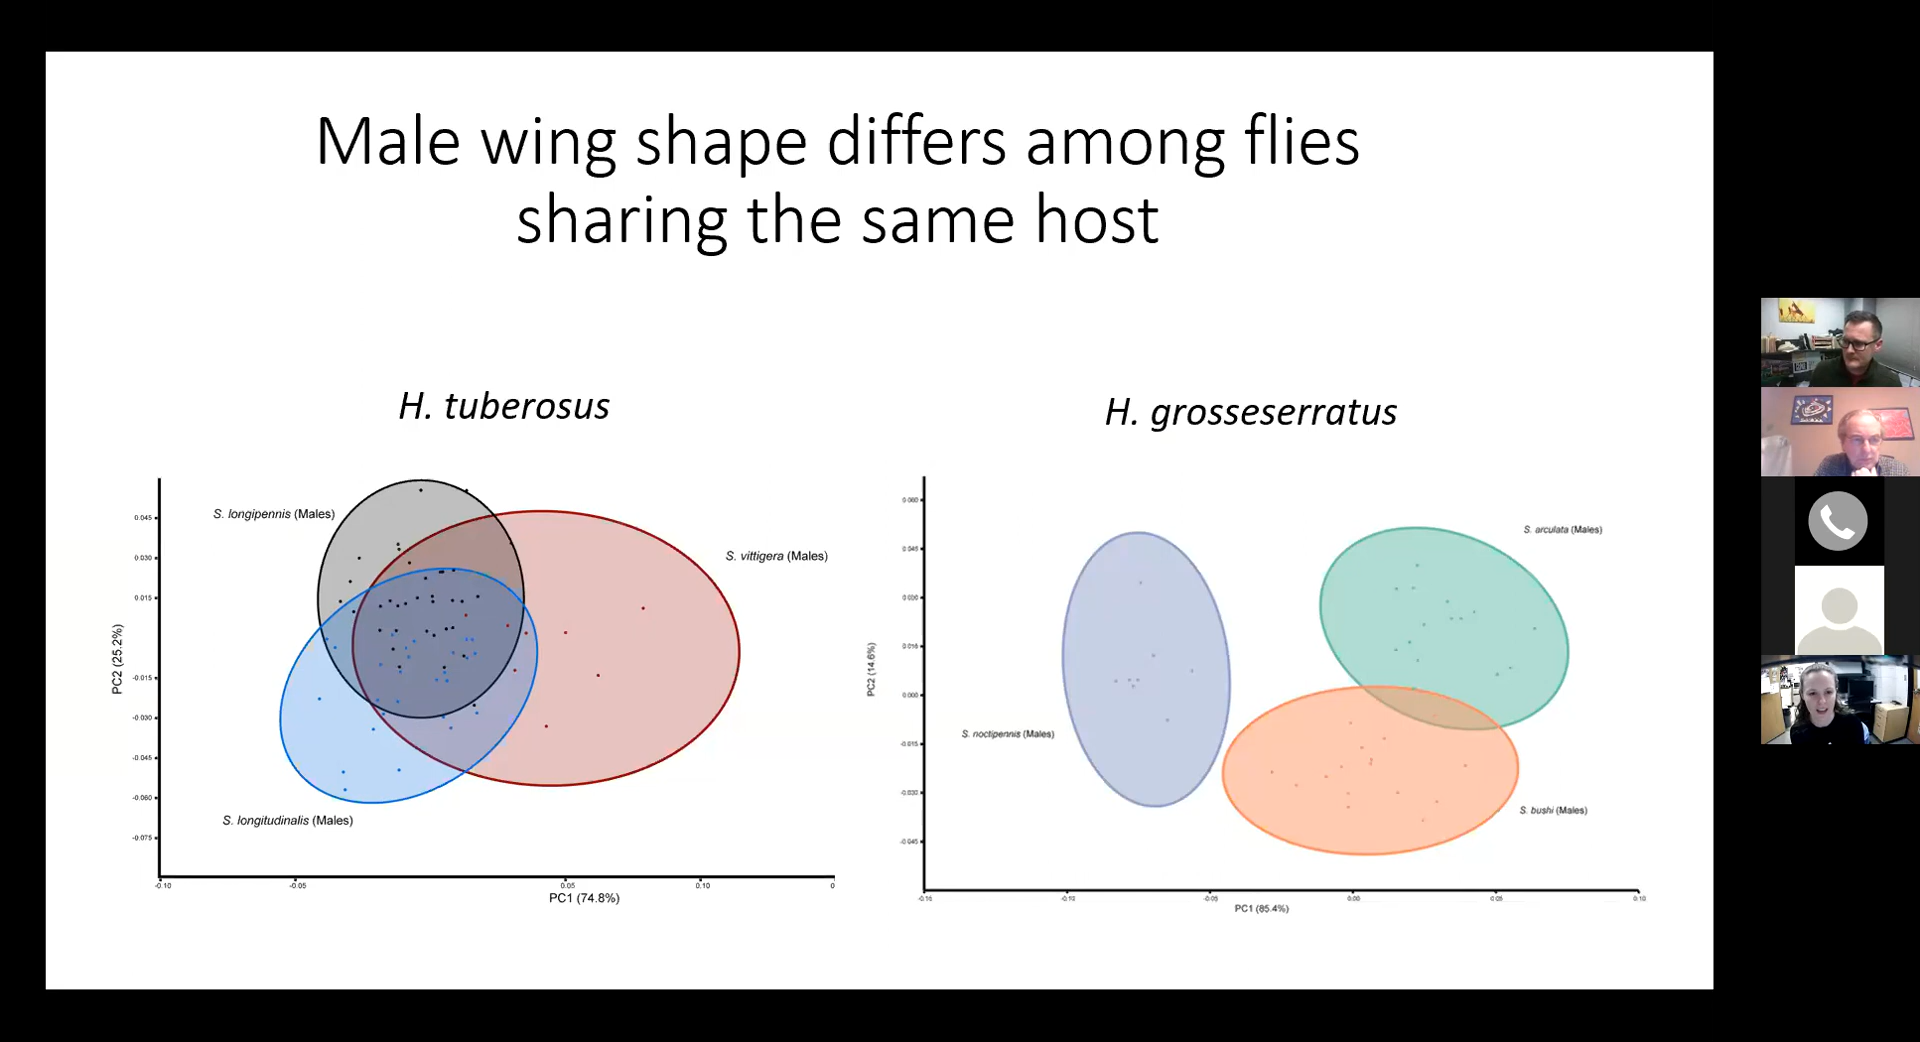 Male wing shape differs among flies
sharing the same host
H. tuberosus
H. grosseserratus
S. longipennis (Males)
S. vittigera (Males)
S. longitudinalis (Males)
PC2 (25.2%)
0.045
0.030
0.015
-0.015
-0.030
-0.045
-0.060
-0.075
-0.10
-0.05
0.05
0.10
0
PC1 (74.8%)
S. arculata (Males)
S. noctipennis (Males)
S. bushi (Males)
PC2 (14.6%)
0.060
0.045
0.030
0.015
0.000
-0.015
-0.030
-0.045
-0.15
-0.10
-0.05
0.00
0.05
0.10
PC1 (85.4%)